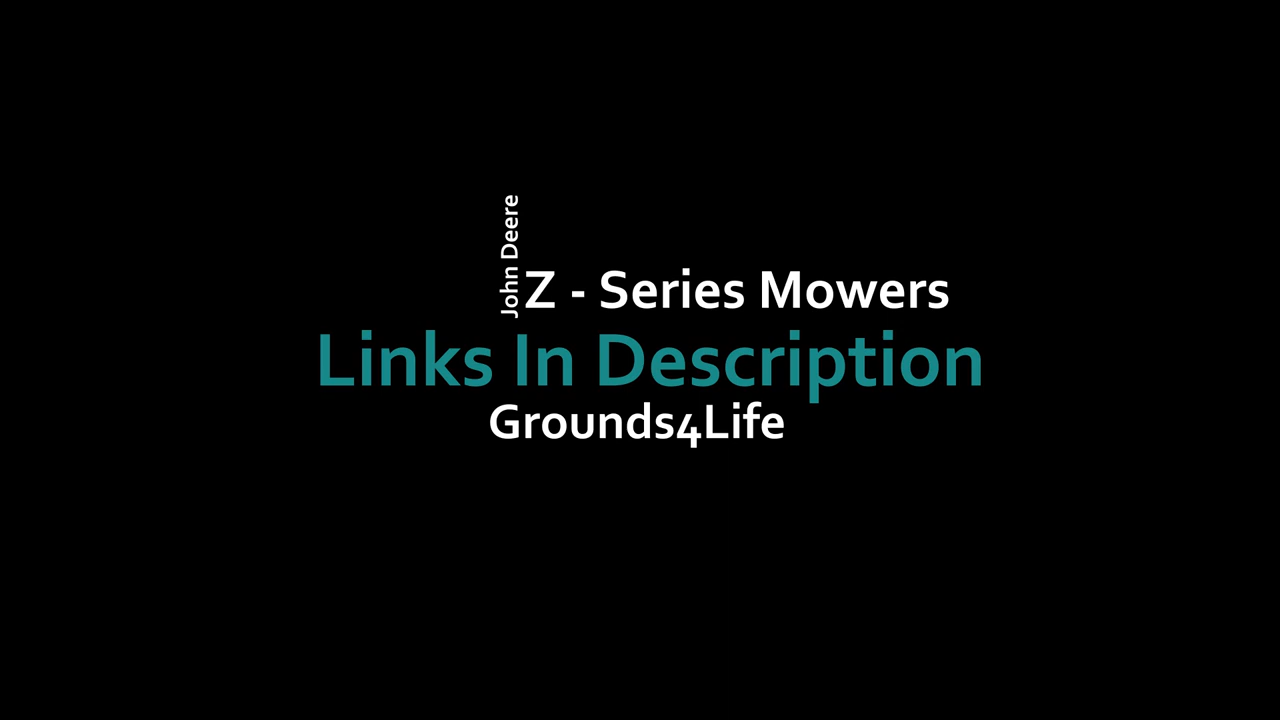 John Deere
Z - Series Mowers
Links In Description
Grounds4Life